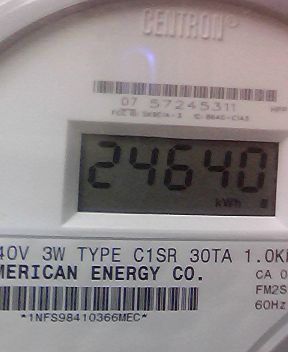 CENTRON®
07 57245311
24640
kWh
40V 3W TYPE C1SR 30TA 1.0K
MERICAN ENERGY CO.
CA 0
FM2S
60Hz
*1NFS98410366MEC*